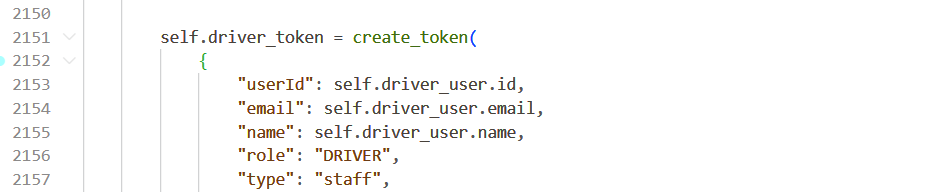 2150
2151 self.driver_token = create_token(
2152 {
2153 "userId": self.driver_user.id,
2154 "email": self.driver_user.email,
2155 "name": self.driver_user.name,
2156 "role": "DRIVER",
2157 "type": "staff",